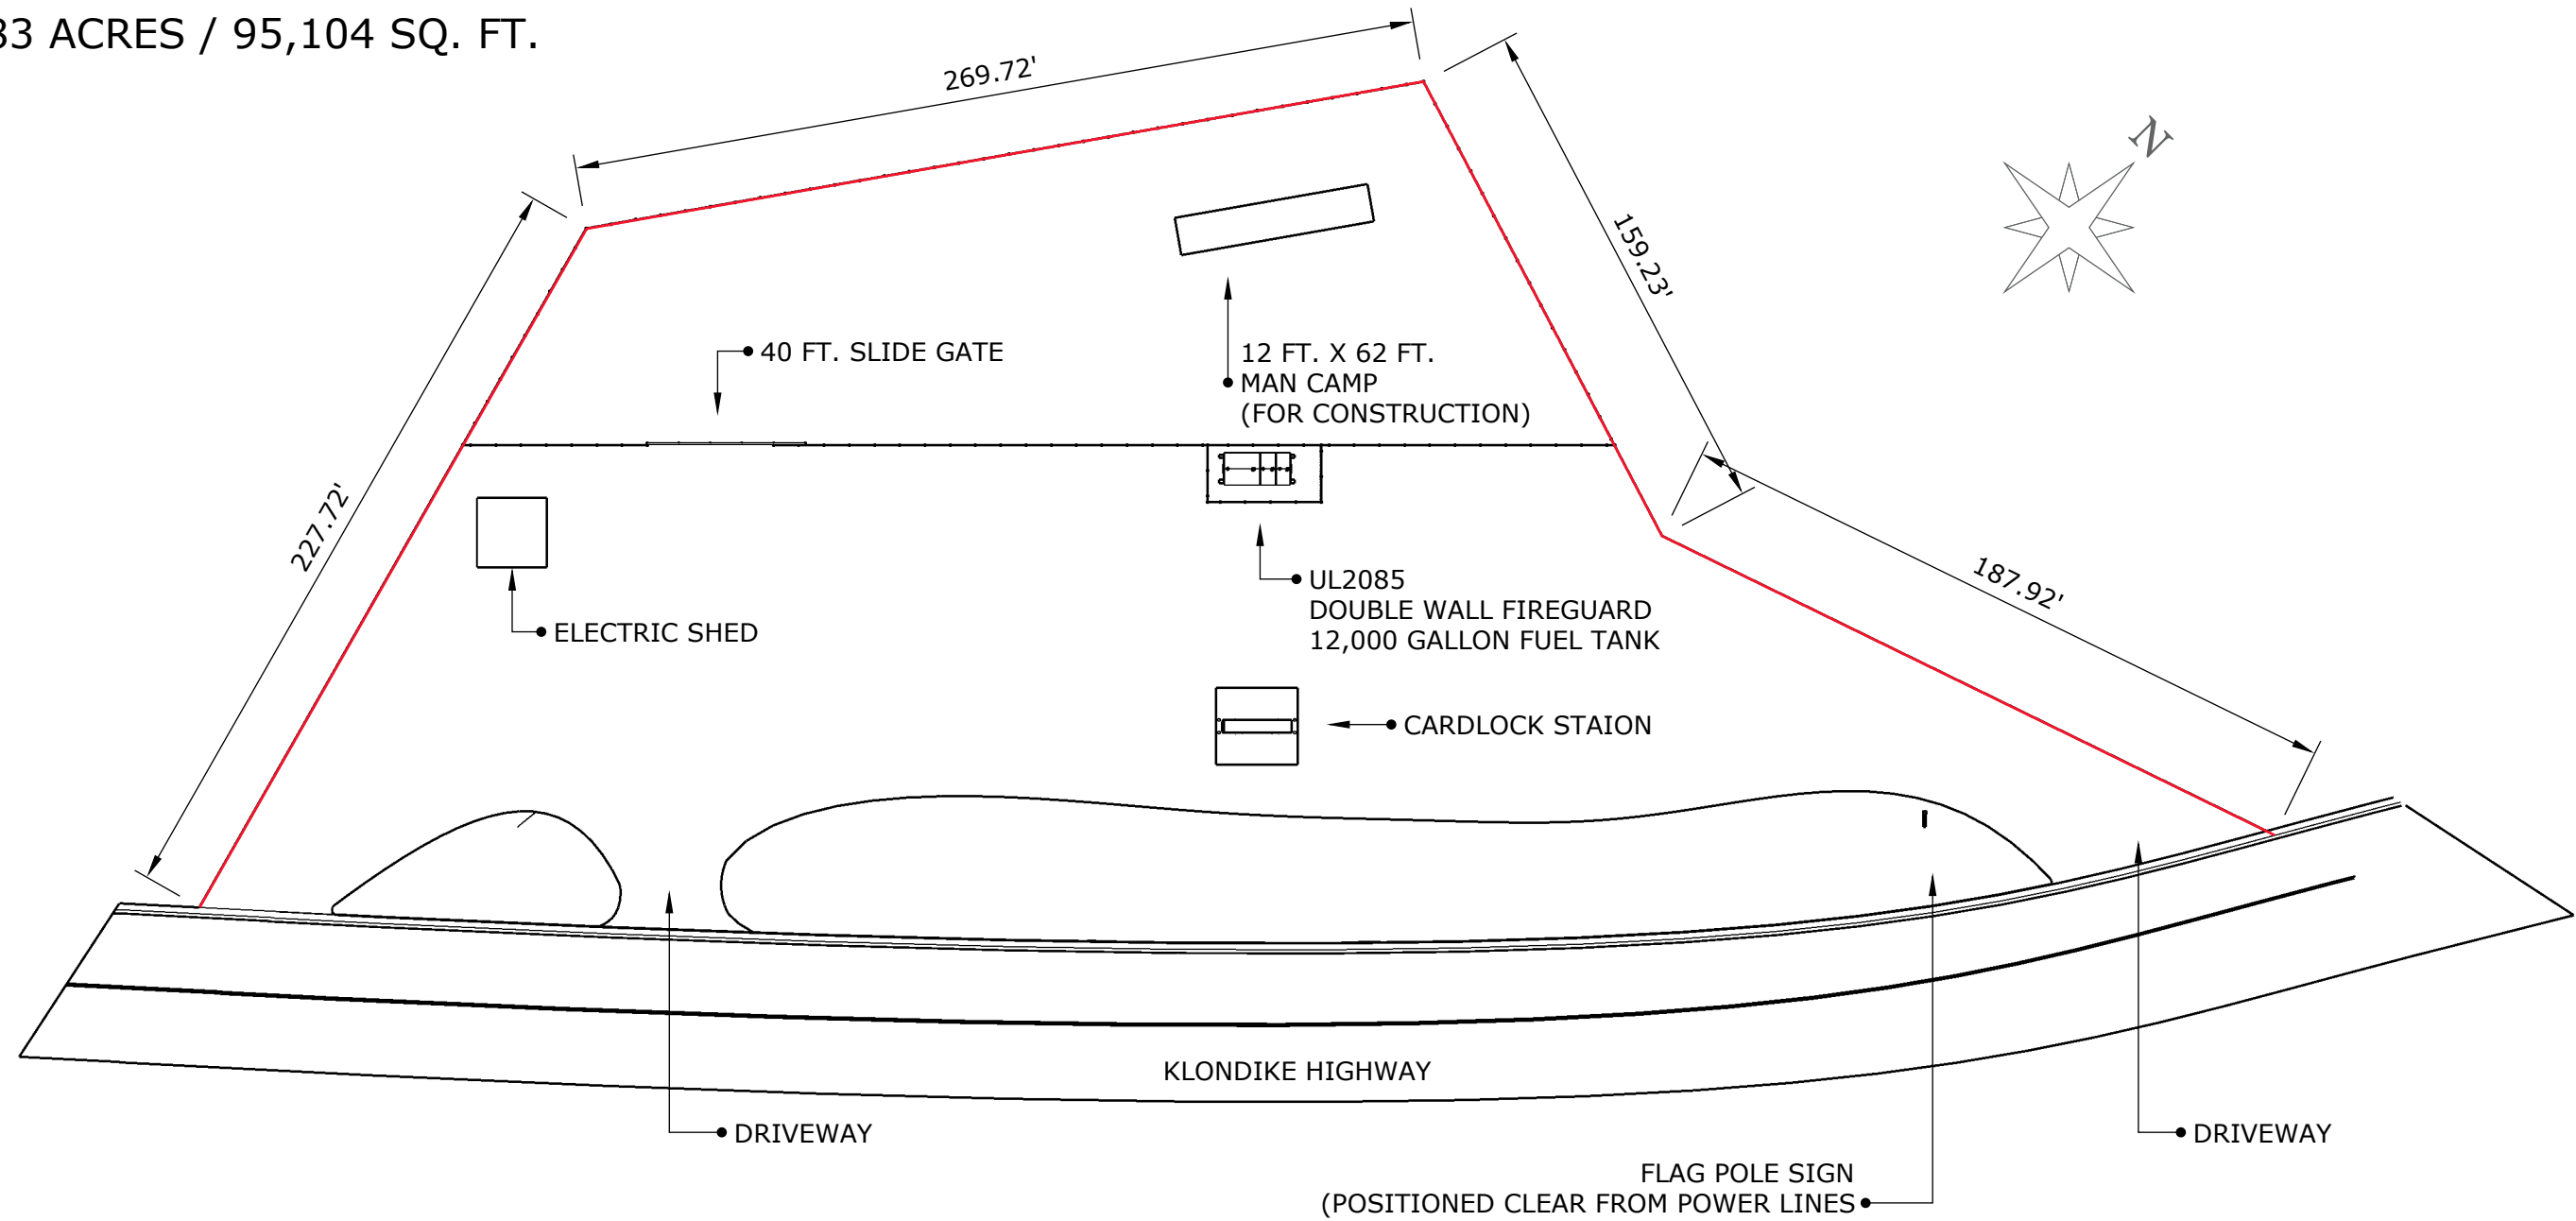 33 ACRES / 95,104 SQ. FT.
269.72'
N
159.23'
40 FT. SLIDE GATE
12 FT. X 62 FT.
MAN CAMP
(FOR CONSTRUCTION)
227.72'
187.92'
UL2085
DOUBLE WALL FIREGUARD
12,000 GALLON FUEL TANK
ELECTRIC SHED
CARDLOCK STAION
KLONDIKE HIGHWAY
DRIVEWAY
DRIVEWAY
FLAG POLE SIGN
(POSITIONED CLEAR FROM POWER LINES